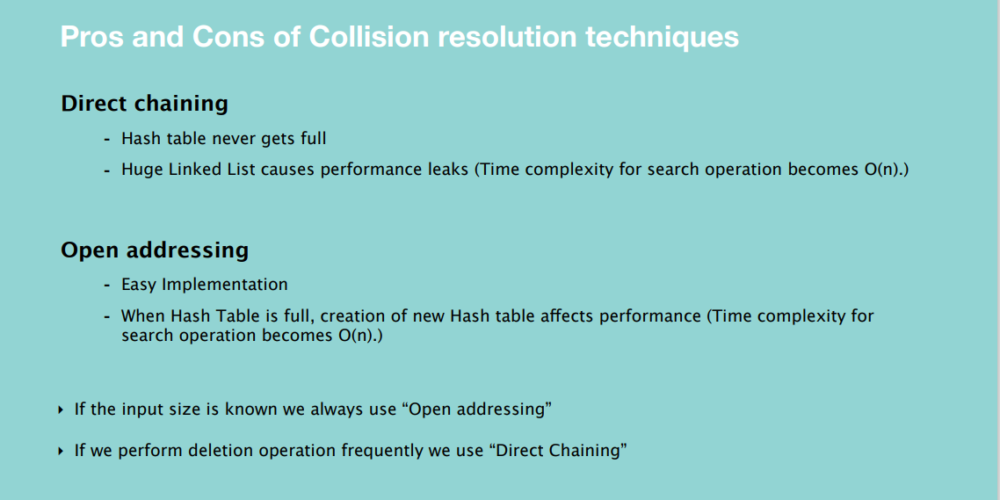 Pros and Cons of Collision resolution techniques
Direct chaining
- Hash table never gets full
- Huge Linked List causes performance leaks (Time complexity for search operation becomes O(n).)
Open addressing
- Easy Implementation
- When Hash Table is full, creation of new Hash table affects performance (Time complexity for
search operation becomes O(n).)
‣ If the input size is known we always use “Open addressing”
‣ If we perform deletion operation frequently we use “Direct Chaining”